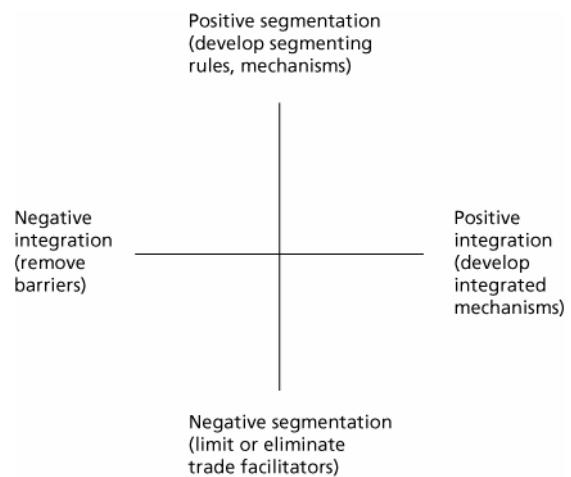 Positive segmentation
(develop segmenting
rules, mechanisms)
Negative
integration
(remove
barriers)
Positive
integration
(develop
integrated
mechanisms)
Negative segmentation
(limit or eliminate
trade facilitators)